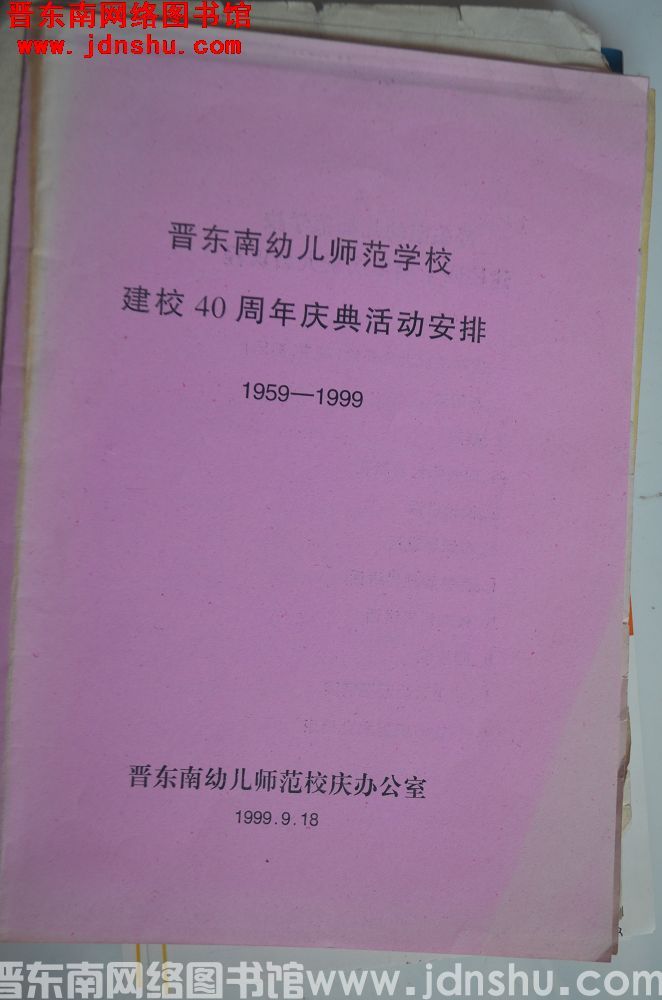 晋东南网络图书馆
www.jdnshu.com
晋东南幼儿师范学校
建校 40 周年庆典活动安排
1959—1999
晋东南幼儿师范校庆办公室
1999.9.18
晋东南网络图书馆www.jdnshu.com